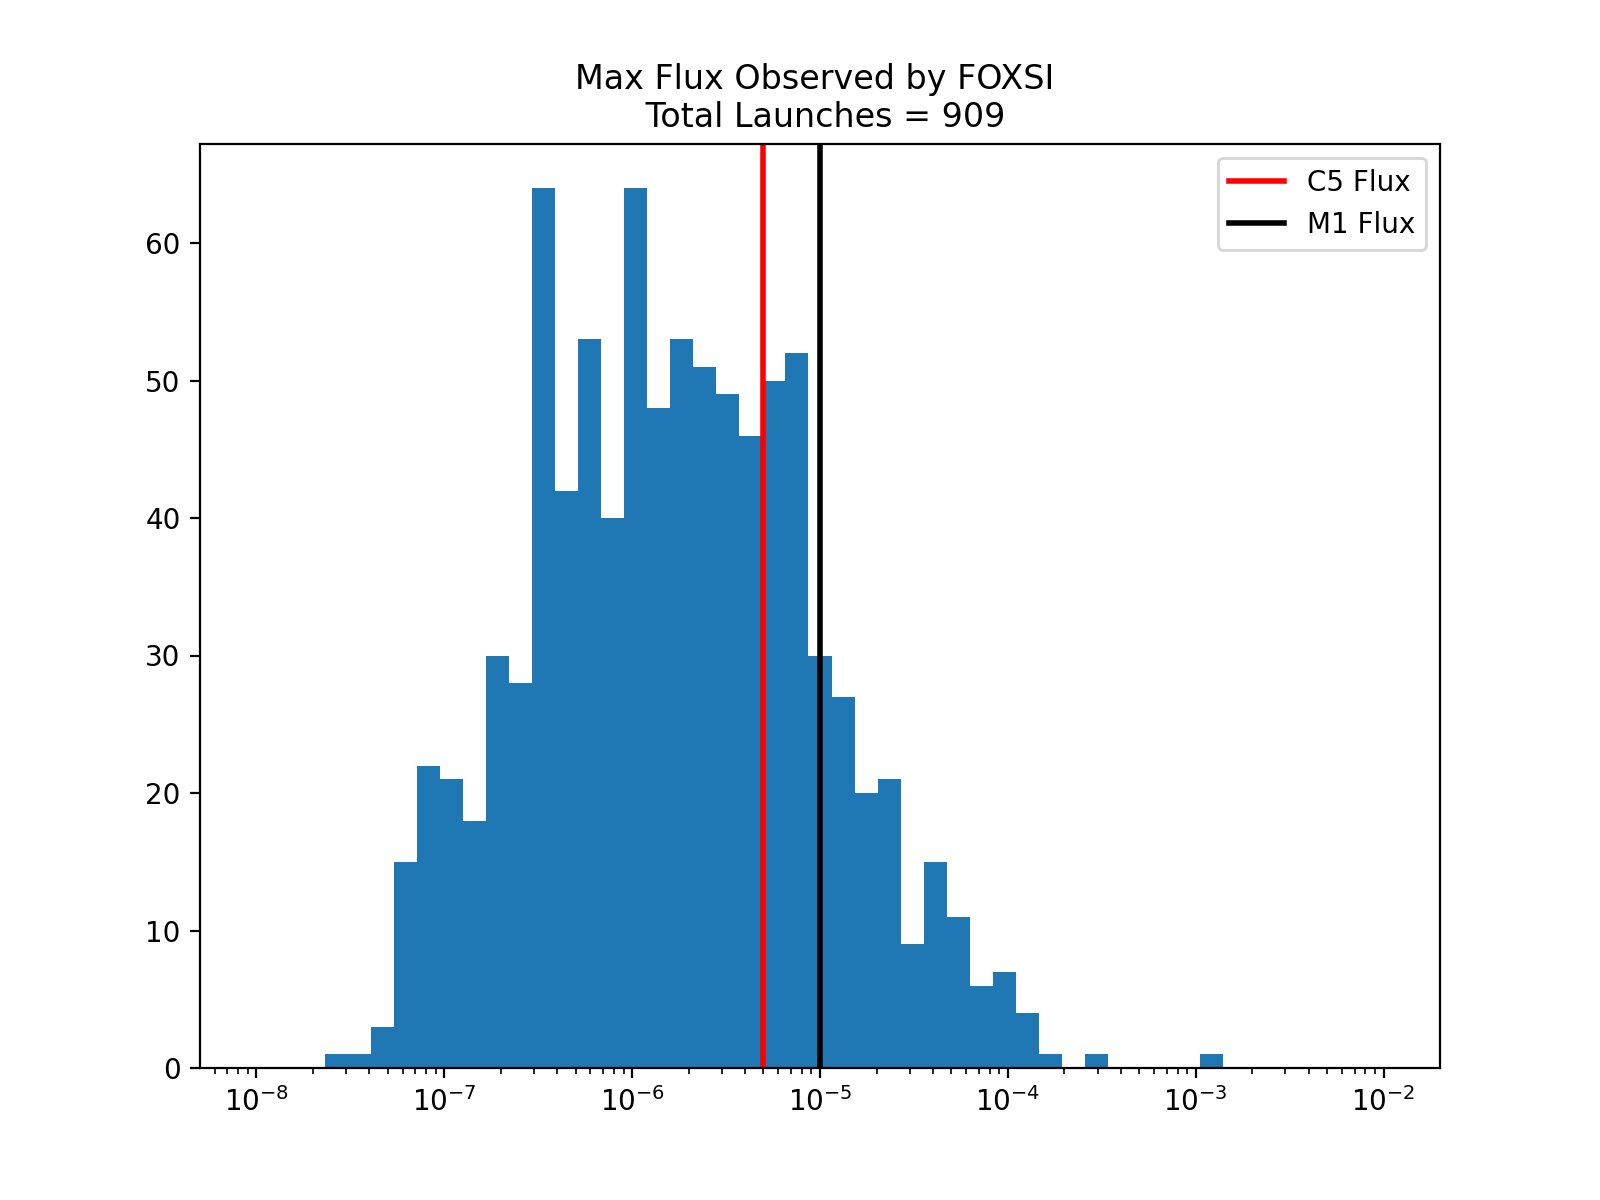 Max Flux Observed by FOXSI
Total Launches = 909
C5 Flux
M1 Flux
60
50
40
30
20
10
0
10⁻⁸ 10⁻⁷ 10⁻⁶ 10⁻⁵ 10⁻⁴ 10⁻³ 10⁻²